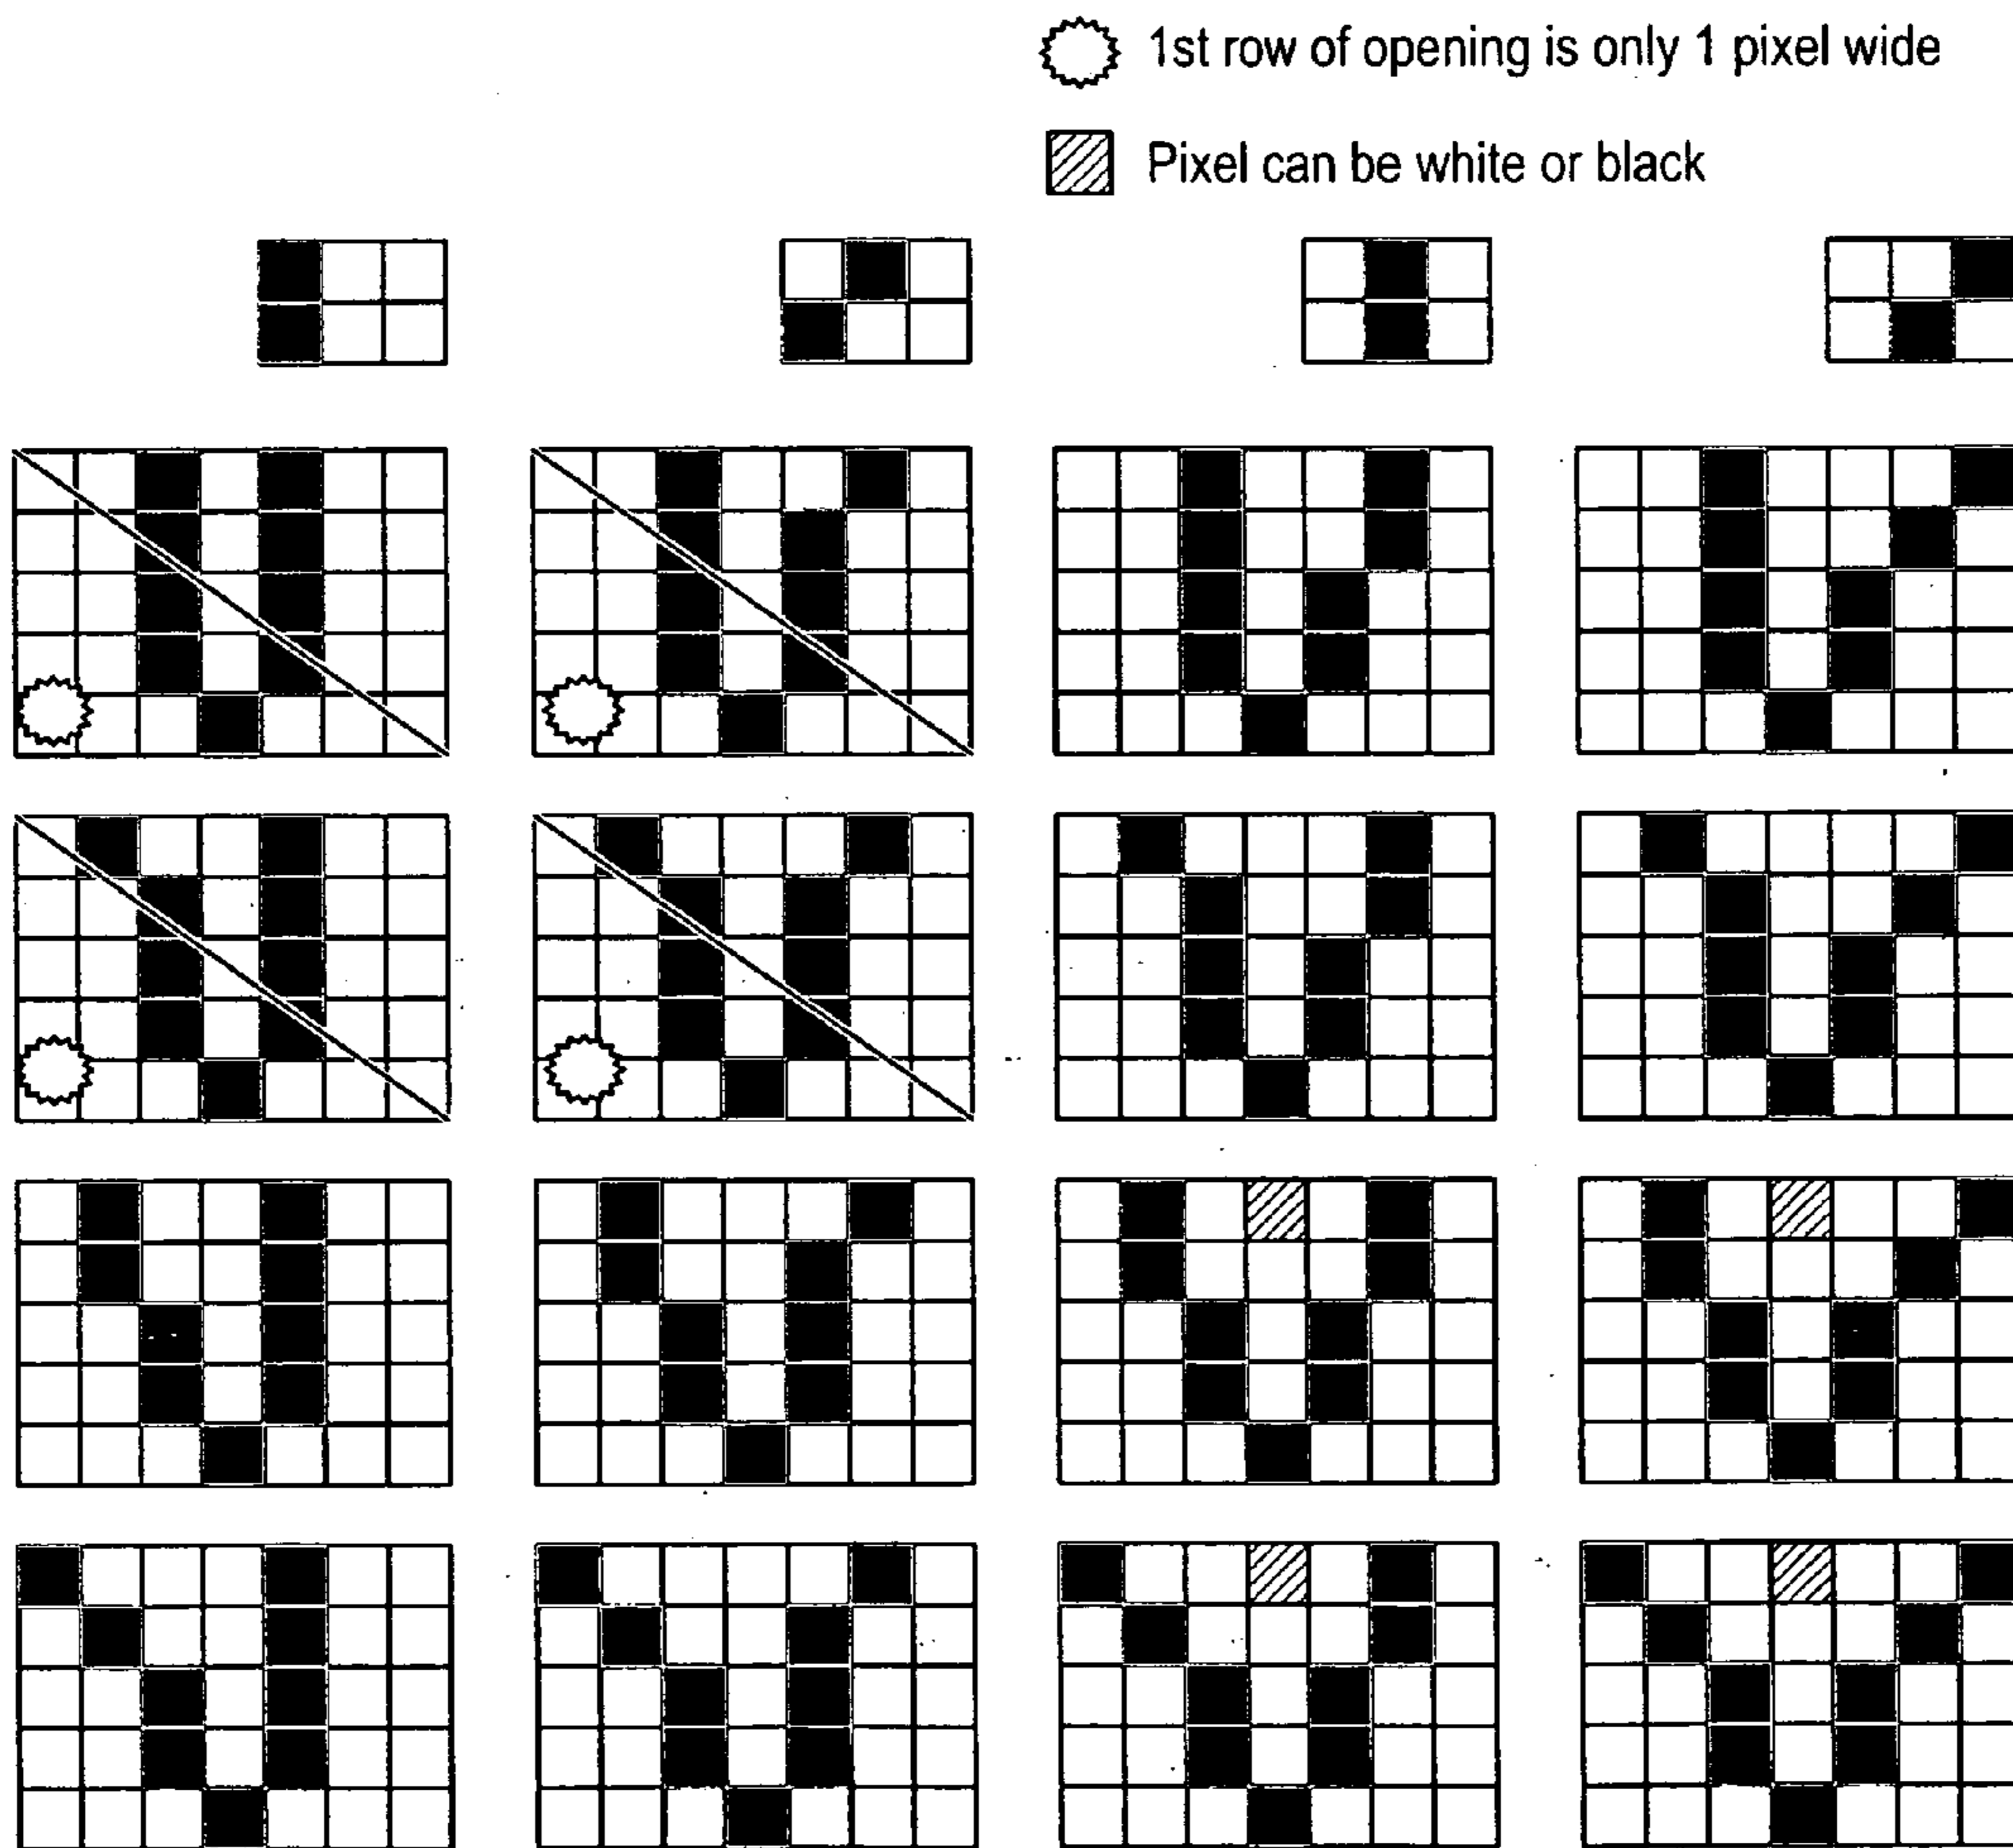 1st row of opening is only 1 pixel wide
Pixel can be white or black